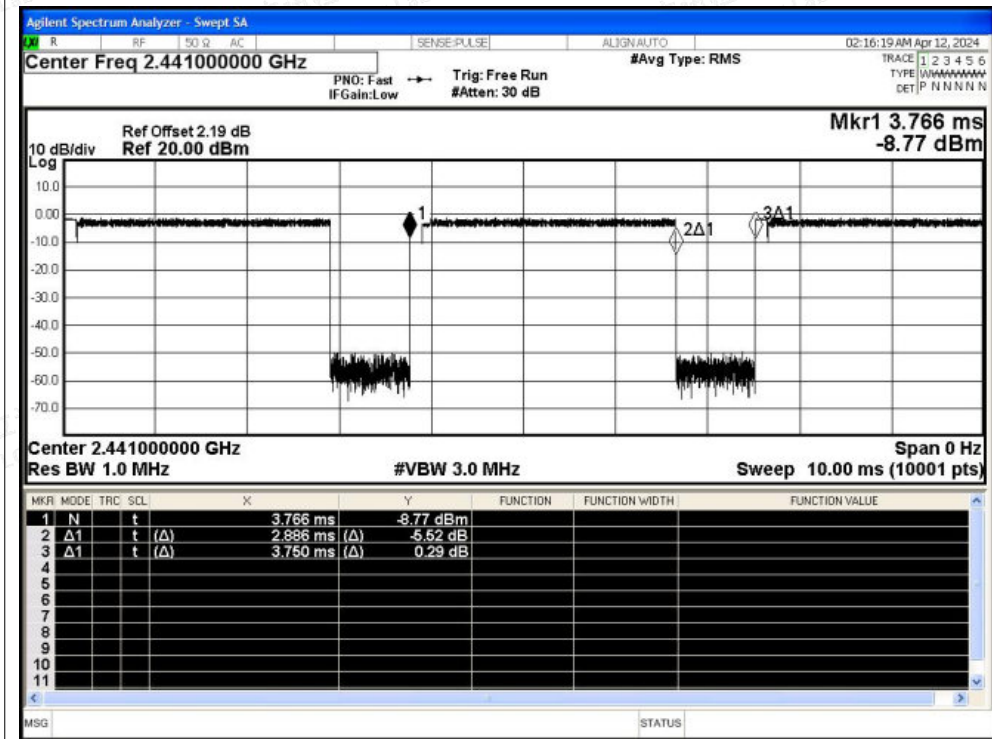 Agilent Spectrum Analyzer - Swept SA
LXI R RF 50 Ω AC SENSE:PULSE ALIGN AUTO 02:16:19 AM Apr 12, 2024
Center Freq 2.441000000 GHz #Avg Type: RMS TRACE 1 2 3 4 5 6
PNO: Fast Trig: Free Run TYPE WWWWWW
IFGain:Low #Atten: 30 dB DET P N N N N N
Mkr1 3.766 ms
Ref Offset 2.19 dB
10 dB/div Ref 20.00 dBm -8.77 dBm
Log
10.0
0.00
1 2Δ1 3Δ1
-10.0
-20.0
-30.0
-40.0
-50.0
-60.0
-70.0
Center 2.441000000 GHz Span 0 Hz
Res BW 1.0 MHz #VBW 3.0 MHz Sweep 10.00 ms (10001 pts)
MKR MODE TRC SCL X Y FUNCTION FUNCTION WIDTH FUNCTION VALUE
1 N t 3.766 ms -8.77 dBm
2 Δ1 t (Δ) 2.886 ms (Δ) -5.52 dB
3 Δ1 t (Δ) 3.750 ms (Δ) 0.29 dB
4
5
6
7
8
9
10
11
MSG STATUS